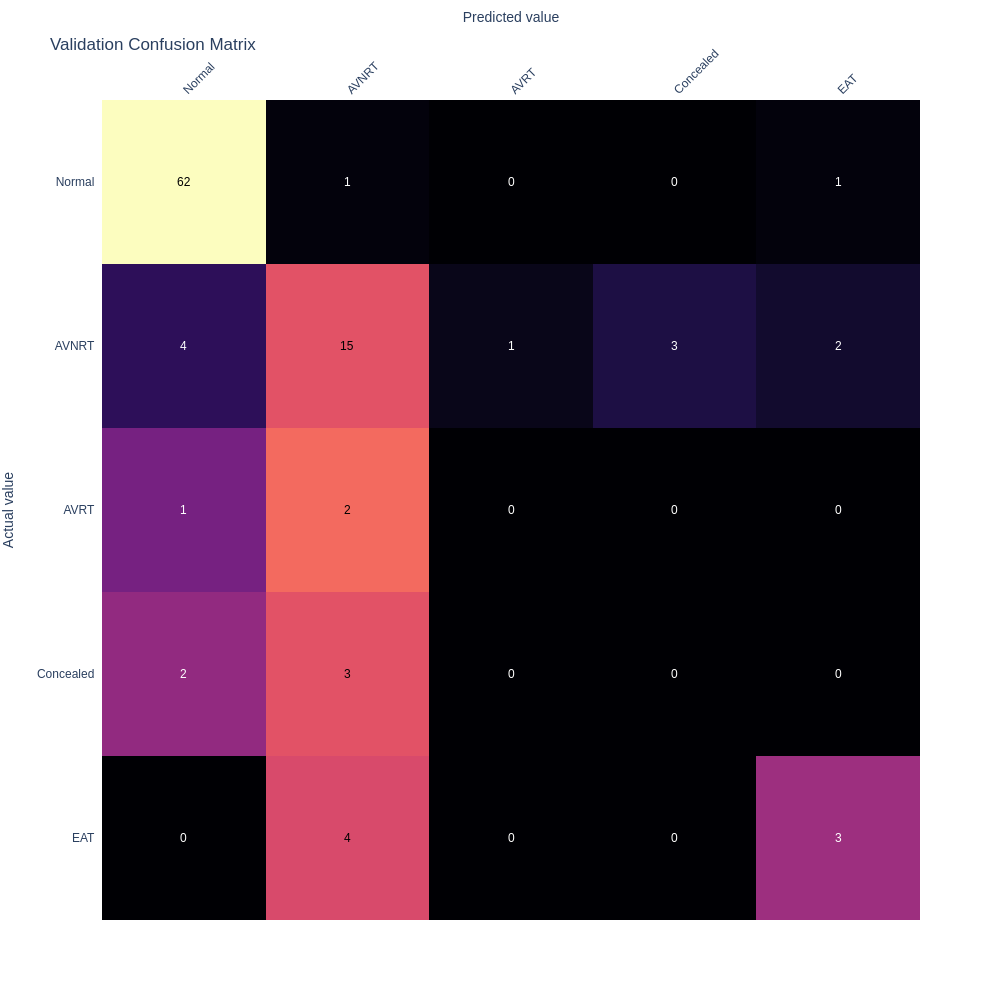 Predicted value
Validation Confusion Matrix
Normal AVNRT AVRT Concealed EAT
Normal 62 1 0 0 1
AVNRT 4 15 1 3 2
Actual value
AVRT 1 2 0 0 0
Concealed 2 3 0 0 0
EAT 0 4 0 0 3